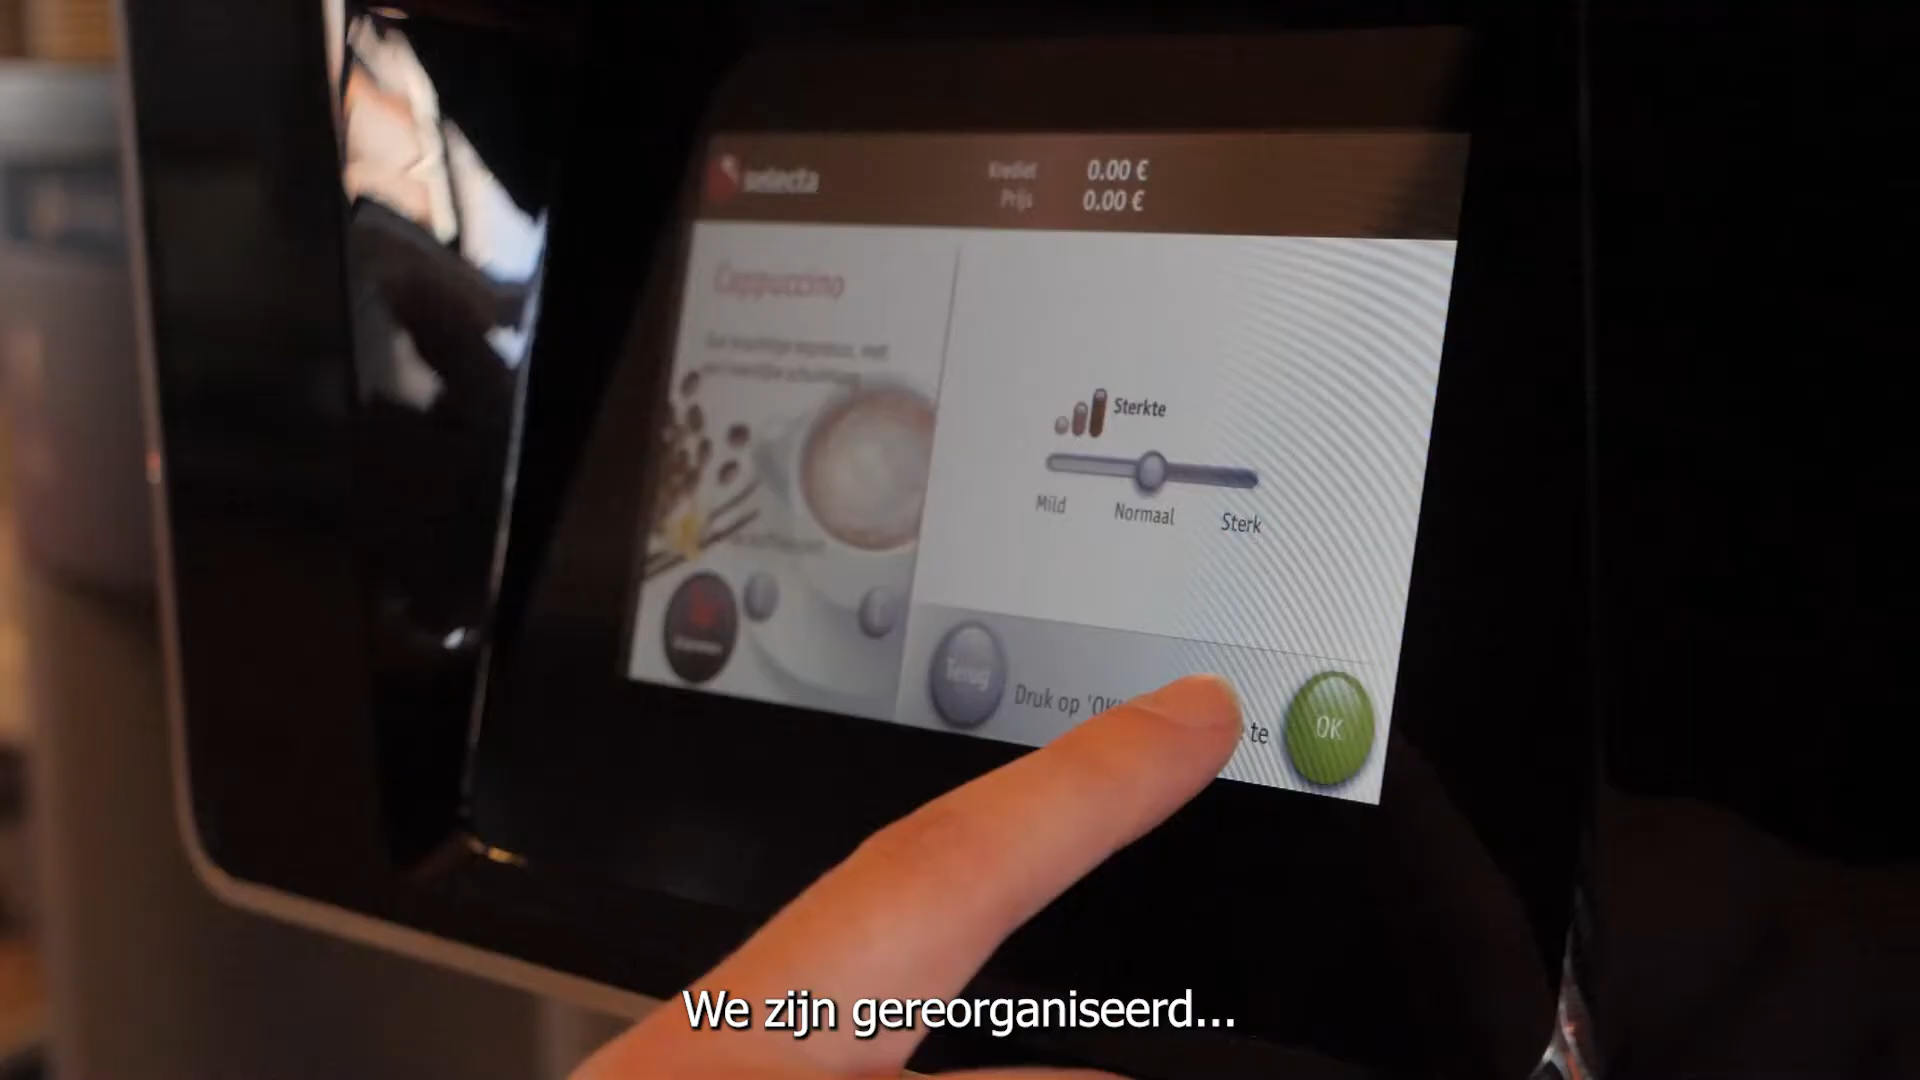 selecta
Krediet 0.00 €
Prijs 0.00 €
Cappuccino
Sterkte
Mild
Normaal
Sterk
Terug
Druk op 'OK'
te
OK
We zijn gereorganiseerd...